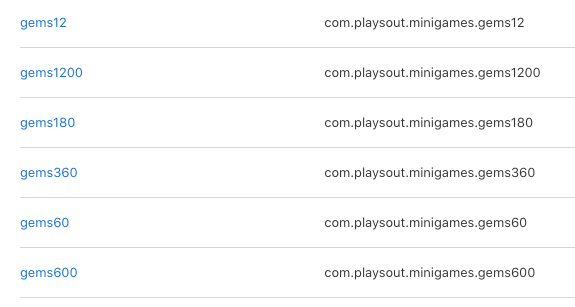 gems12 com.playsout.minigames.gems12
gems1200 com.playsout.minigames.gems1200
gems180 com.playsout.minigames.gems180
gems360 com.playsout.minigames.gems360
gems60 com.playsout.minigames.gems60
gems600 com.playsout.minigames.gems600